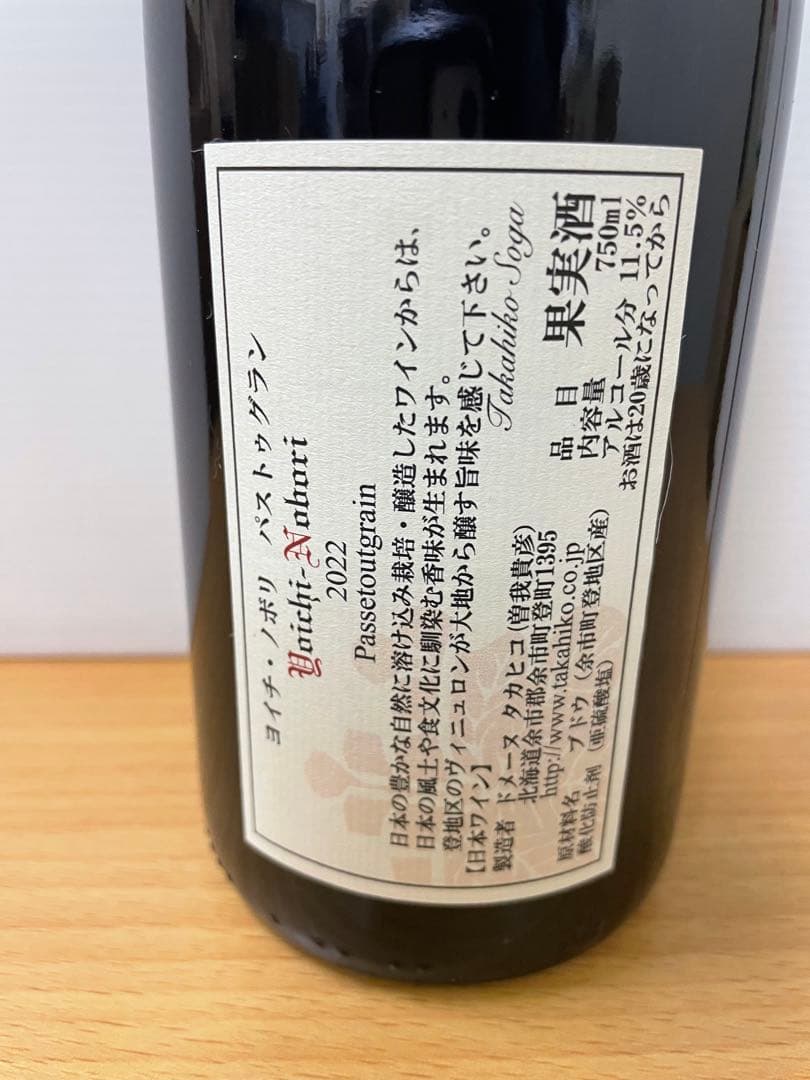 ヨイチ・ノボリ パストゥグラン
Yoichi-Nobori
2022
Passetoutgrain
日本の豊かな自然に溶け込み栽培・醸造したワインからは、
日本の風土や食文化に馴染む香味が生まれます。
登地区のヴィニュロンが大地から醸す旨味を感じて下さい。
Takahiko Soga
【日本ワイン】
製造者 ドメーヌ タカヒコ(曽我貴彦)
北海道余市郡余市町登町1395
http://www.takahiko.co.jp
原材料名 ブドウ(余市町登地区産)
酸化防止剤(亜硫酸塩)
品目 果実酒
内容量 750ml
アルコール分 11.5%
お酒は20歳になってから